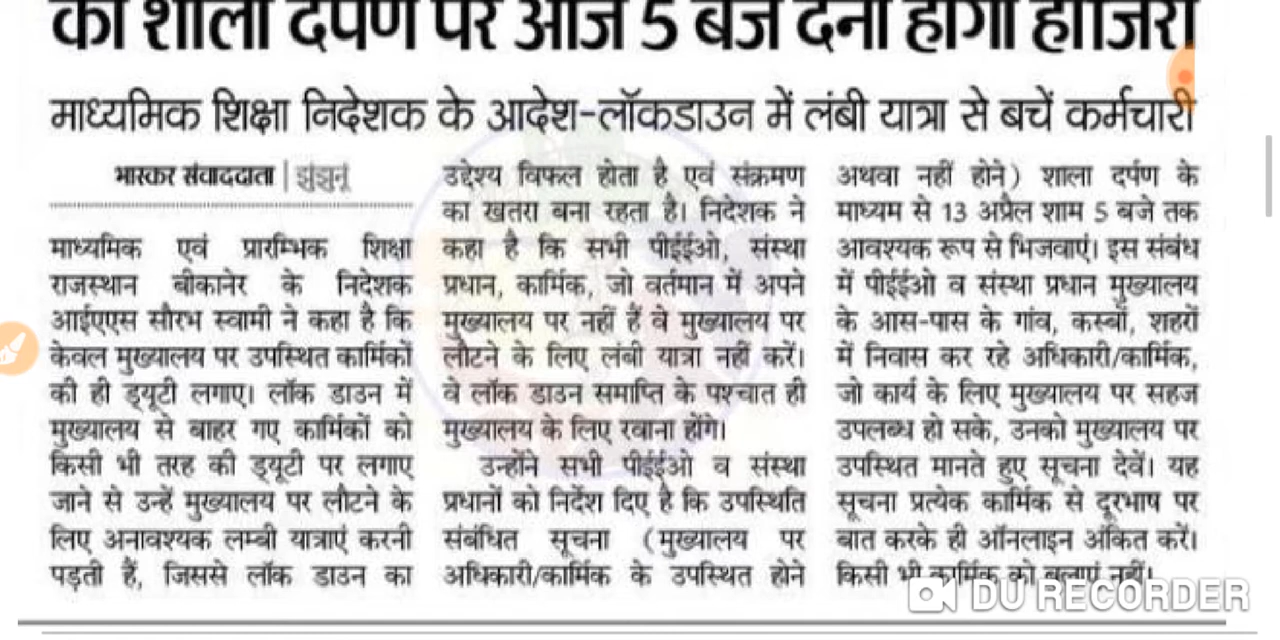 को शाला दर्पण पर आज 5 बजे देनी होगी हाजिरी
माध्यमिक शिक्षा निदेशक के आदेश-लॉकडाउन में लंबी यात्रा से बचें कर्मचारी
भास्कर संवाददाता | झुंझुनूं
माध्यमिक एवं प्रारम्भिक शिक्षा
राजस्थान बीकानेर के निदेशक
आईएएस सौरभ स्वामी ने कहा है कि
केवल मुख्यालय पर उपस्थित कार्मिकों
की ही ड्यूटी लगाए। लॉक डाउन में
मुख्यालय से बाहर गए कार्मिकों को
किसी भी तरह की ड्यूटी पर लगाए
जाने से उन्हें मुख्यालय पर लौटने के
लिए अनावश्यक लम्बी यात्राएं करनी
पड़ती हैं, जिससे लॉक डाउन का
उद्देश्य विफल होता है एवं संक्रमण
का खतरा बना रहता है। निदेशक ने
कहा है कि सभी पीईईओ, संस्था
प्रधान, कार्मिक, जो वर्तमान में अपने
मुख्यालय पर नहीं हैं वे मुख्यालय पर
लौटने के लिए लंबी यात्रा नहीं करें।
वे लॉक डाउन समाप्ति के पश्चात ही
मुख्यालय के लिए रवाना होंगे।
उन्होंने सभी पीईईओ व संस्था
प्रधानों को निर्देश दिए है कि उपस्थिति
संबंधित सूचना (मुख्यालय पर
अधिकारी/कार्मिक के उपस्थित होने
अथवा नहीं होने) शाला दर्पण के
माध्यम से 13 अप्रैल शाम 5 बजे तक
आवश्यक रूप से भिजवाएं। इस संबंध
में पीईईओ व संस्था प्रधान मुख्यालय
के आस-पास के गांव, कस्बों, शहरों
में निवास कर रहे अधिकारी/कार्मिक,
जो कार्य के लिए मुख्यालय पर सहज
उपलब्ध हो सके, उनको मुख्यालय पर
उपस्थित मानते हुए सूचना देवें। यह
सूचना प्रत्येक कार्मिक से दूरभाष पर
बात करके ही ऑनलाइन अंकित करें।
किसी भी कार्मिक को बुलाएं नहीं।
DU RECORDER